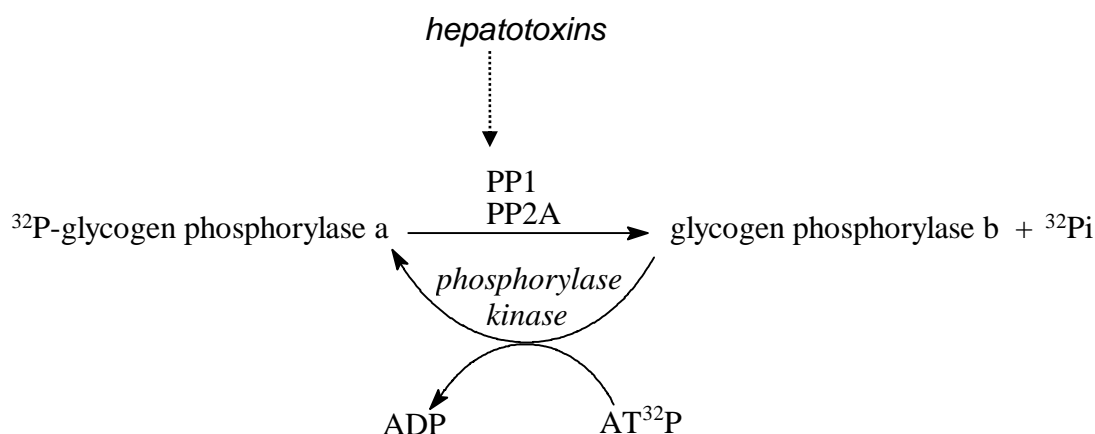 hepatotoxins
PP1
PP2A
³²P-glycogen phosphorylase a
glycogen phosphorylase b + ³²Pi
phosphorylase
kinase
ADP
AT³²P